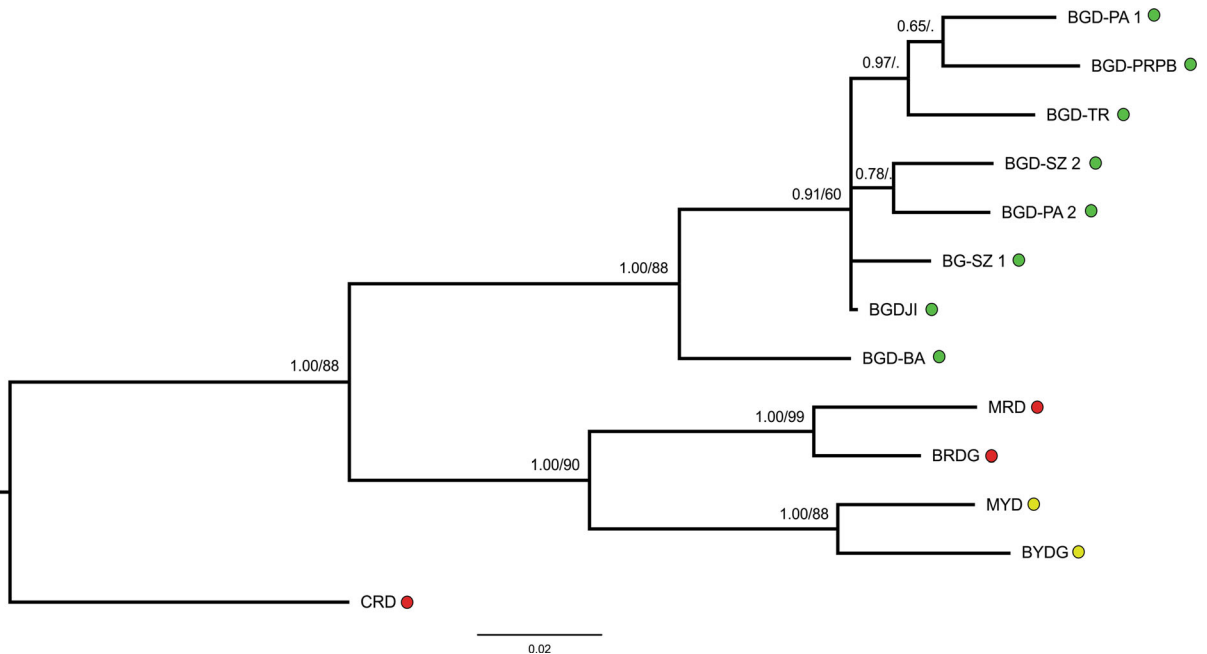 BGD-PA 1
0.65/.
0.97/.
BGD-PRPB
BGD-TR
BGD-SZ 2
0.78/.
0.91/60
BGD-PA 2
BG-SZ 1
1.00/88
BGDJI
BGD-BA
1.00/88
MRD
1.00/99
BRDG
1.00/90
MYD
1.00/88
BYDG
CRD
0.02